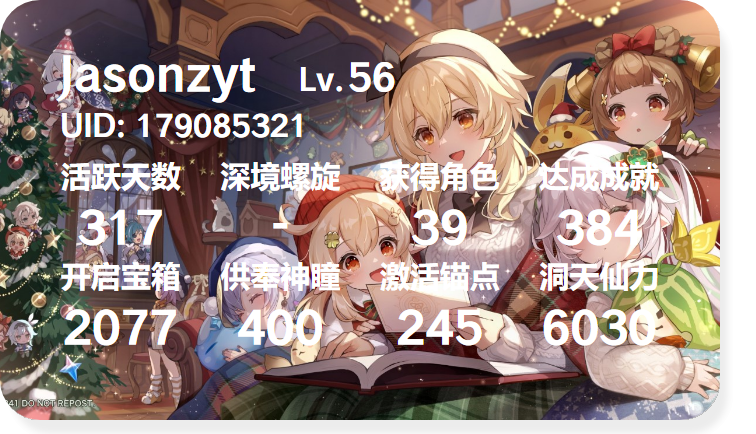 Jasonzyt Lv.56
UID: 179085321
活跃天数 深境螺旋 获得角色 达成成就
317 - 39 384
开启宝箱 供奉神瞳 激活锚点 洞天仙力
2077 400 245 6030
341 DO NOT REPOST.